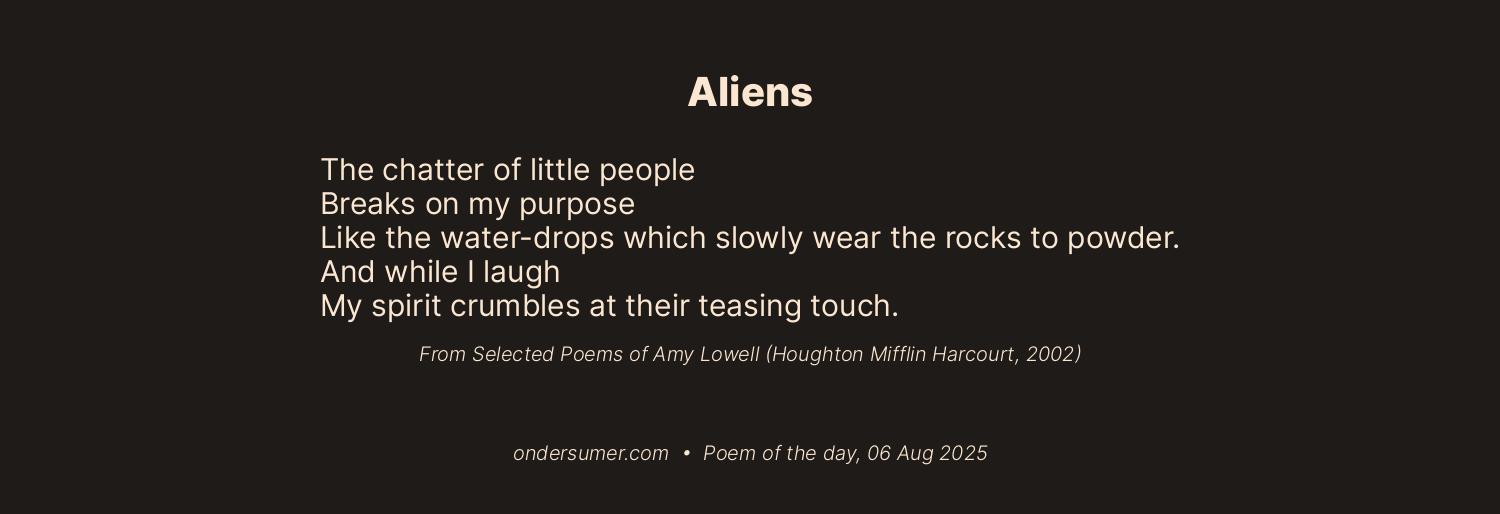 Aliens
The chatter of little people
Breaks on my purpose
Like the water-drops which slowly wear the rocks to powder.
And while I laugh
My spirit crumbles at their teasing touch.
From Selected Poems of Amy Lowell (Houghton Mifflin Harcourt, 2002)
ondersumer.com • Poem of the day, 06 Aug 2025